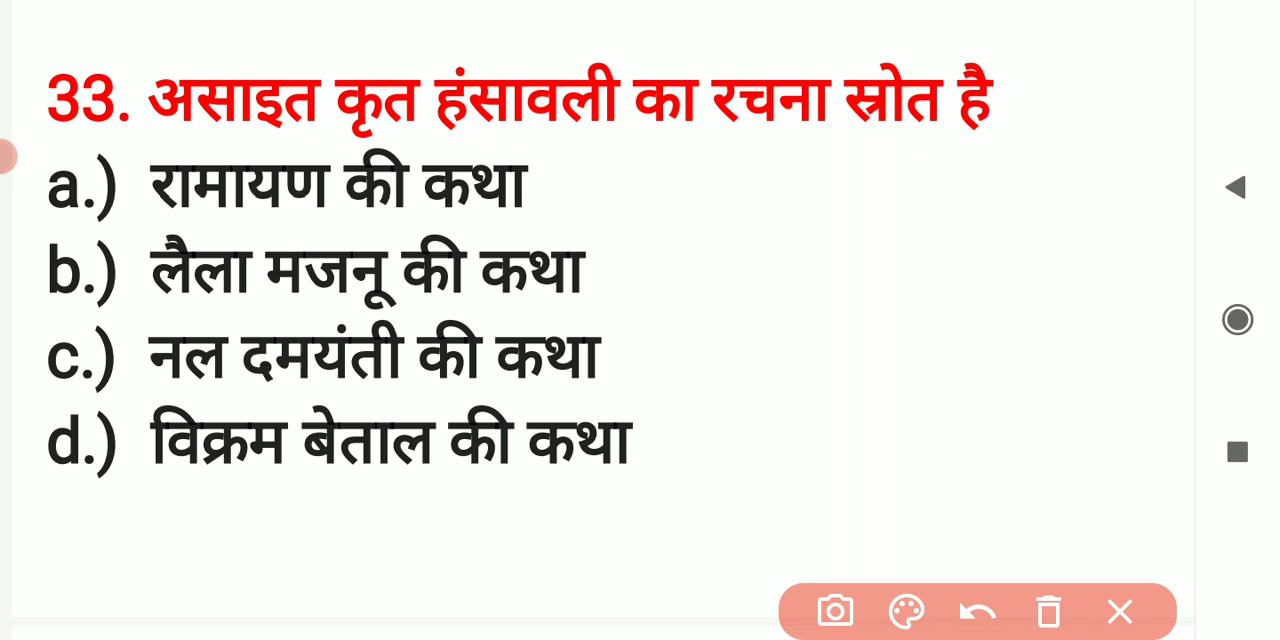 33. असाइत कृत हंसावली का रचना स्रोत है
a.) रामायण की कथा
b.) लैला मजनू की कथा
c.) नल दमयंती की कथा
d.) विक्रम बेताल की कथा